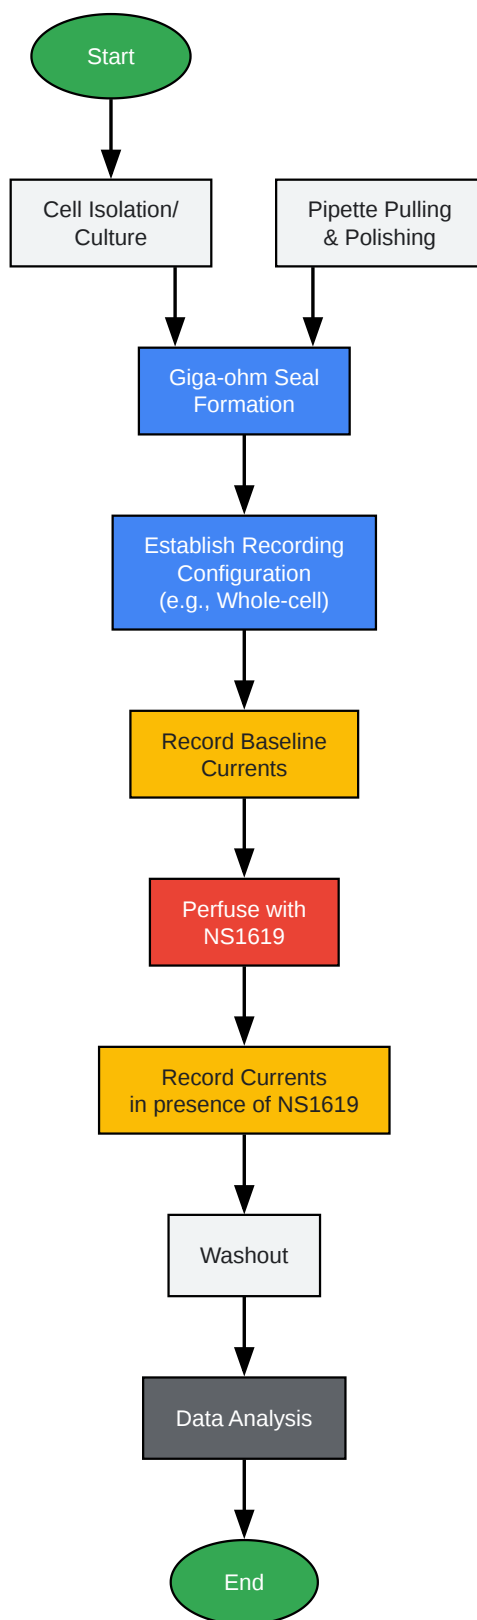 Start
Cell Isolation/
Culture
Pipette Pulling
& Polishing
Giga-ohm Seal
Formation
Establish Recording
Configuration
(e.g., Whole-cell)
Record Baseline
Currents
Perfuse with
NS1619
Record Currents
in presence of NS1619
Washout
Data Analysis
End